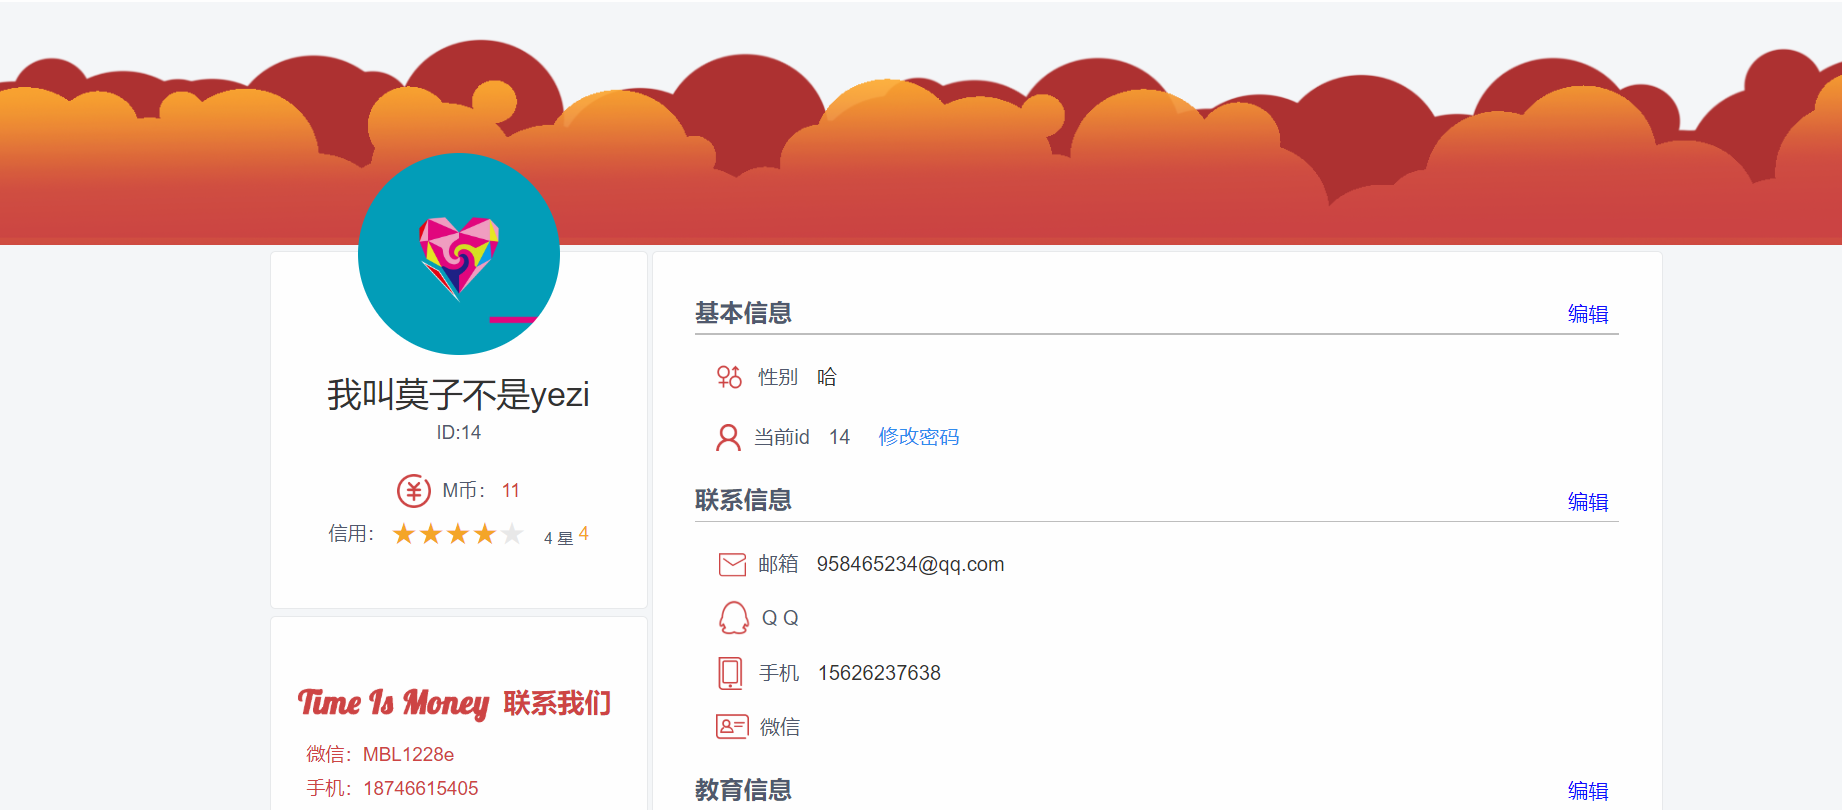 我叫莫子不是yezi
ID:14
M币： 11
信用： 4 星 4
Time Is Money 联系我们
微信：MBL1228e
手机：18746615405
基本信息 编辑
性别 哈
当前id 14 修改密码
联系信息 编辑
邮箱 958465234@qq.com
Q Q
手机 15626237638
微信
教育信息 编辑